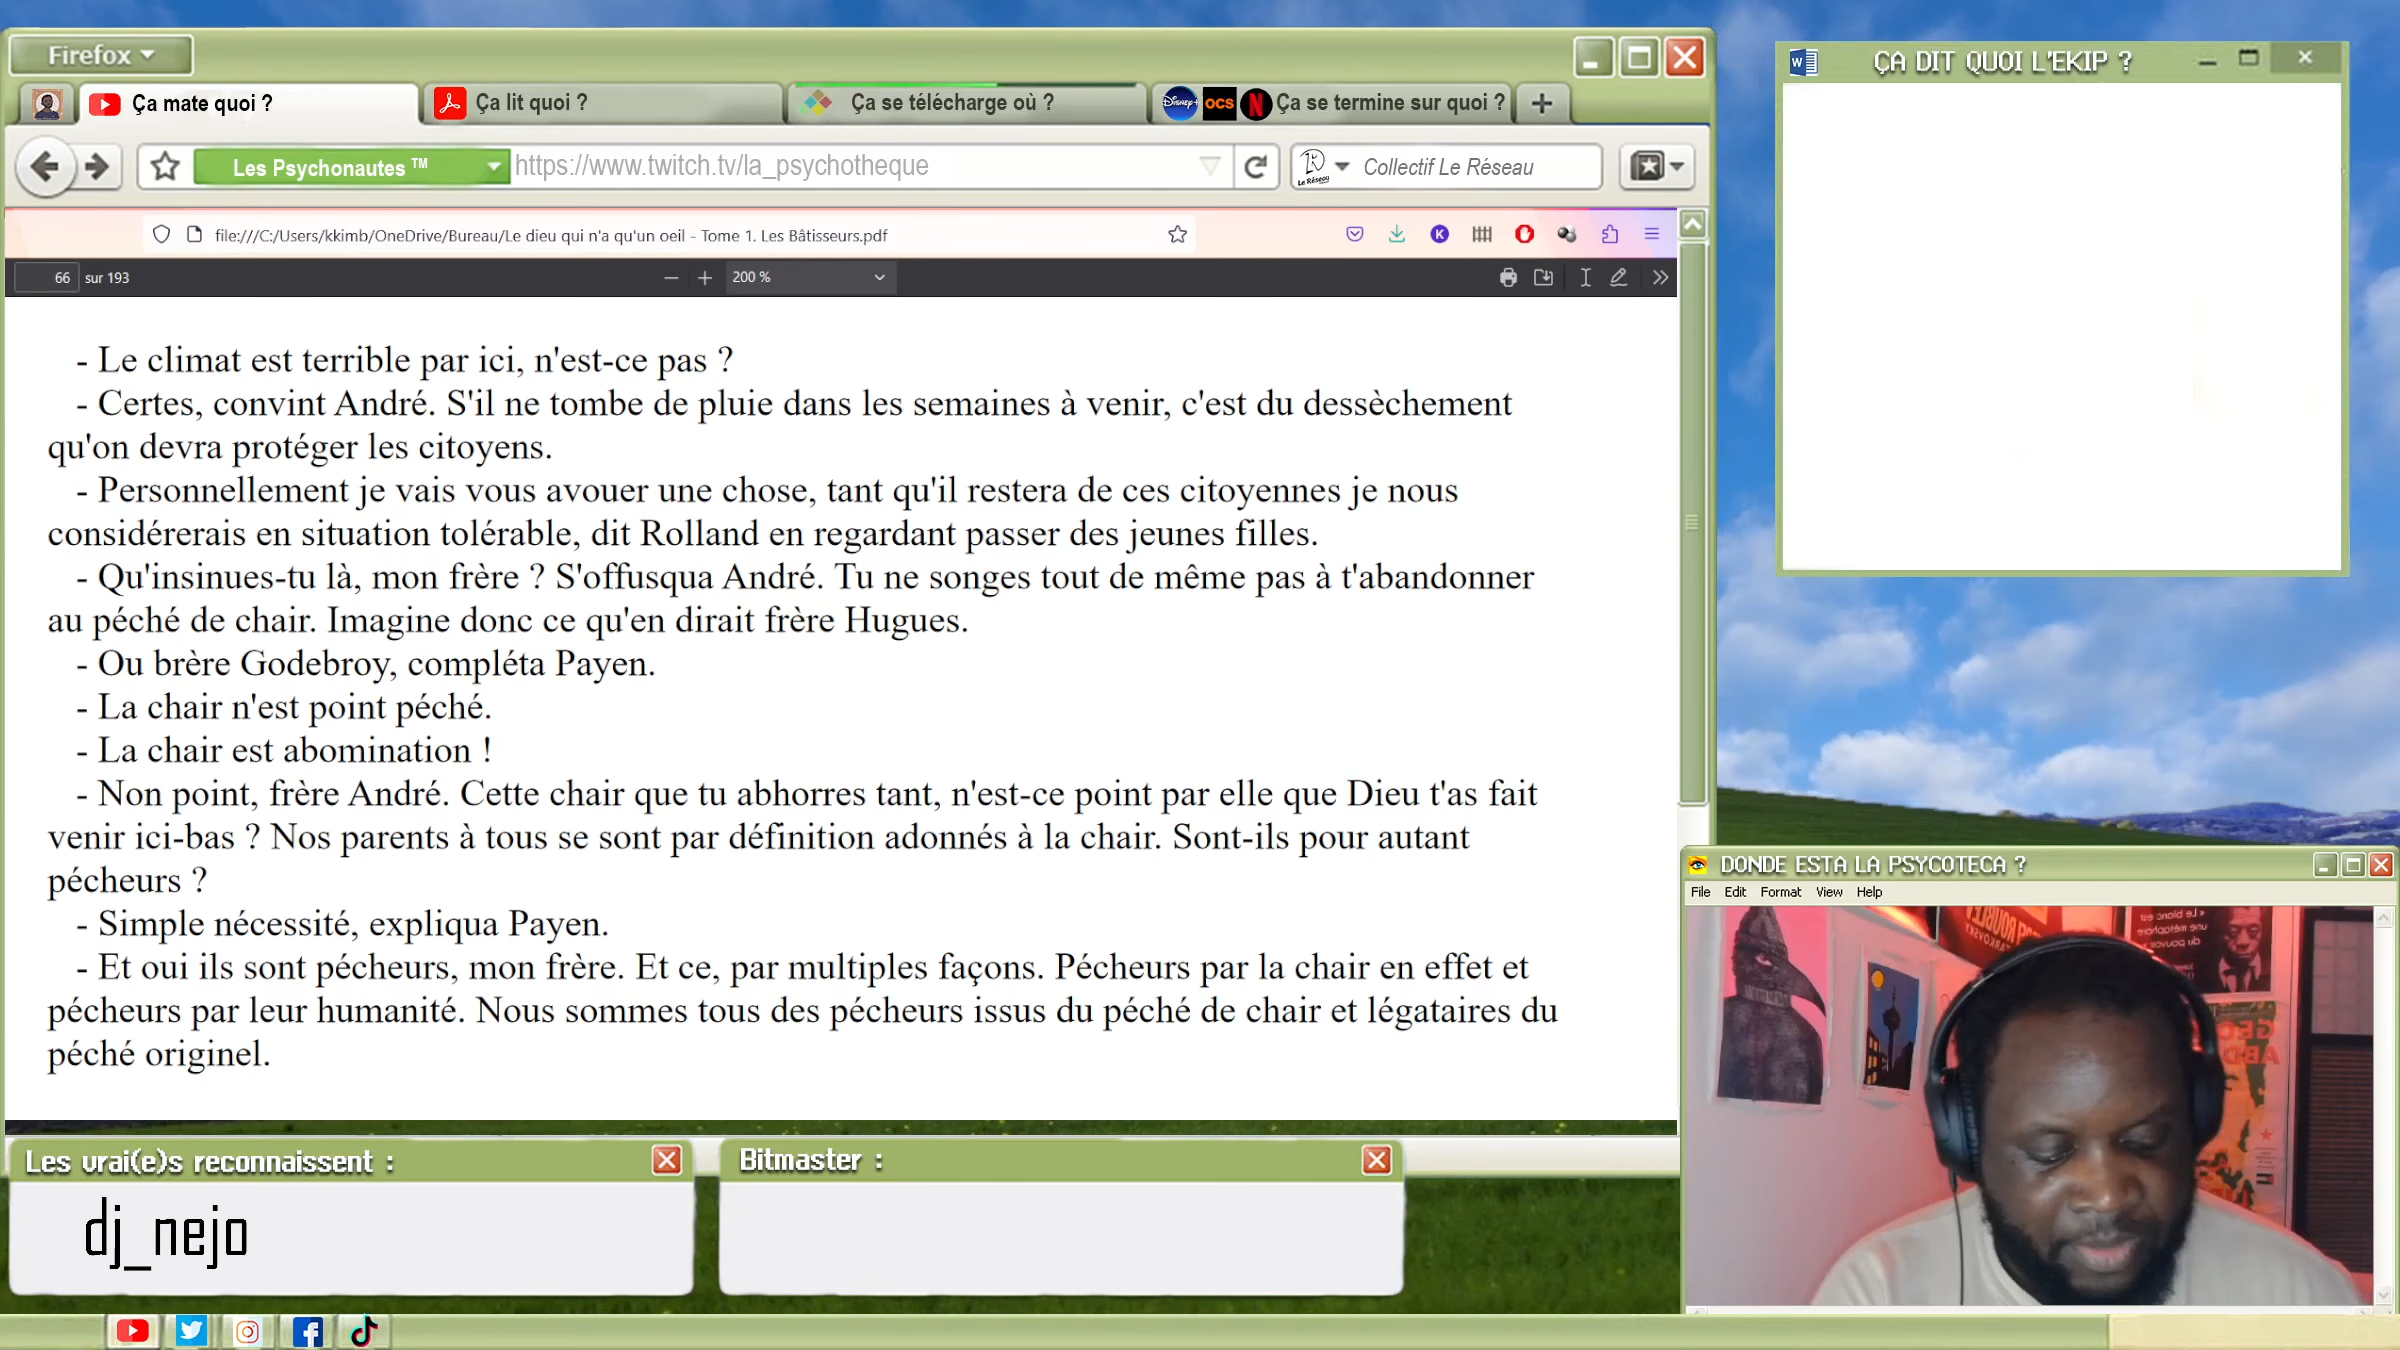 Firefox
Ça mate quoi ?
Ça lit quoi ?
Ça se télécharge où ?
Disney+ OCS N Ça se termine sur quoi ?
Les Psychonautes ™
https://www.twitch.tv/la_psychotheque
Le Réseau
Collectif Le Réseau
file:///C:/Users/kkimb/OneDrive/Bureau/Le dieu qui n'a qu'un oeil - Tome 1. Les Bâtisseurs.pdf
K
66 sur 193
200 %
- Le climat est terrible par ici, n'est-ce pas ?
- Certes, convint André. S'il ne tombe de pluie dans les semaines à venir, c'est du dessèchement
qu'on devra protéger les citoyens.
- Personnellement je vais vous avouer une chose, tant qu'il restera de ces citoyennes je nous
considérerais en situation tolérable, dit Rolland en regardant passer des jeunes filles.
- Qu'insinues-tu là, mon frère ? S'offusqua André. Tu ne songes tout de même pas à t'abandonner
au péché de chair. Imagine donc ce qu'en dirait frère Hugues.
- Ou brère Godebroy, compléta Payen.
- La chair n'est point péché.
- La chair est abomination !
- Non point, frère André. Cette chair que tu abhorres tant, n'est-ce point par elle que Dieu t'as fait
venir ici-bas ? Nos parents à tous se sont par définition adonnés à la chair. Sont-ils pour autant
pécheurs ?
- Simple nécessité, expliqua Payen.
- Et oui ils sont pécheurs, mon frère. Et ce, par multiples façons. Pécheurs par la chair en effet et
pécheurs par leur humanité. Nous sommes tous des pécheurs issus du péché de chair et légataires du
péché originel.
Les vrai(e)s reconnaissent :
dj_nejo
Bitmaster :
W
ÇA DIT QUOI L'EKIP ?
DONDE ESTA LA PSYCOTECA ?
File Edit Format View Help
« Le blanc est
une métaphore
du pouvoir »